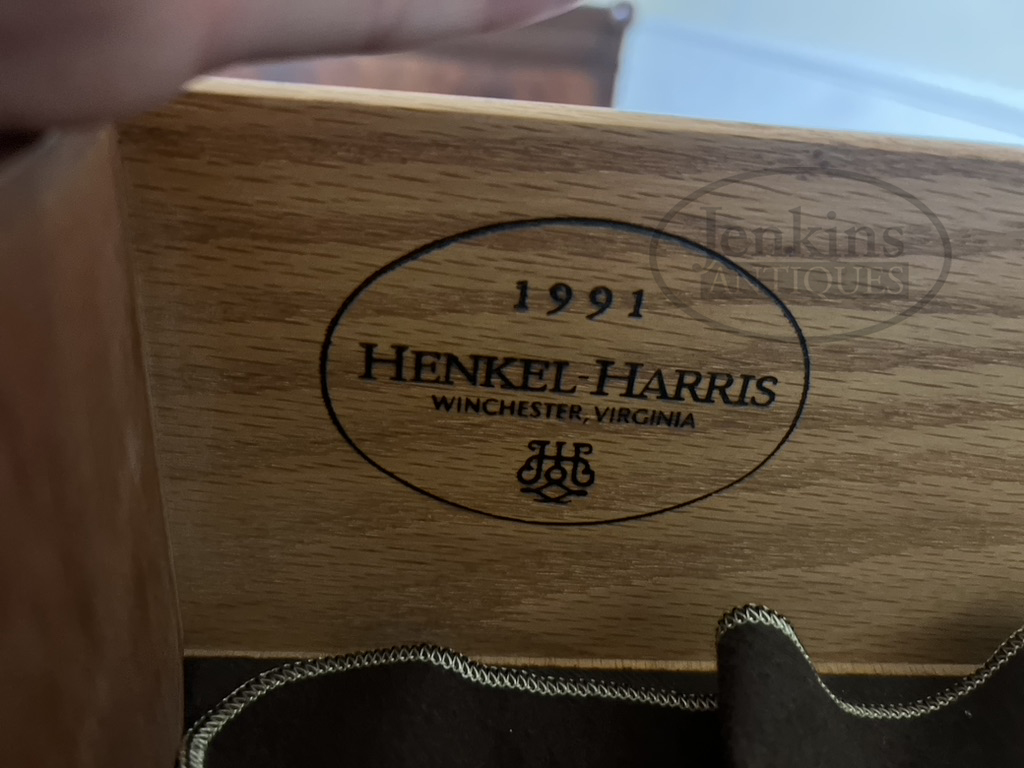 Jenkins
ANTIQUES
1991
HENKEL-HARRIS
WINCHESTER, VIRGINIA